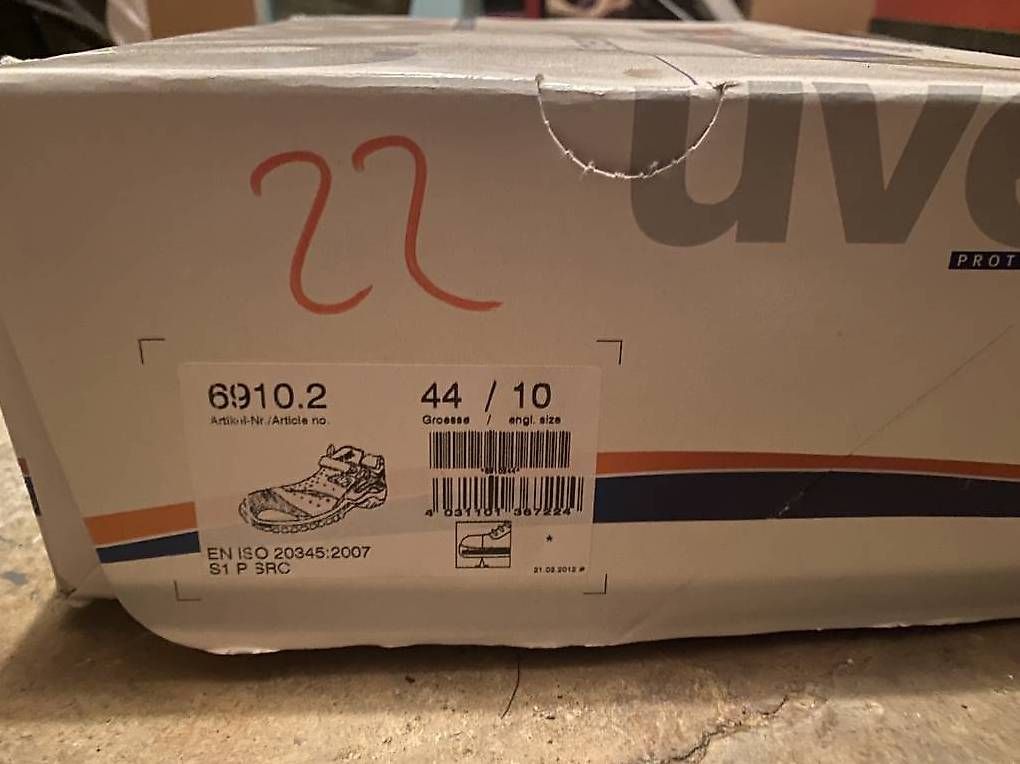 uve
PROT
22
6910.2
Artikel-Nr./Article no.
44 / 10
Groesse / engl. size
4 031101 367224
EN ISO 20345:2007
S1 P SRC
*
21.02.2012 #